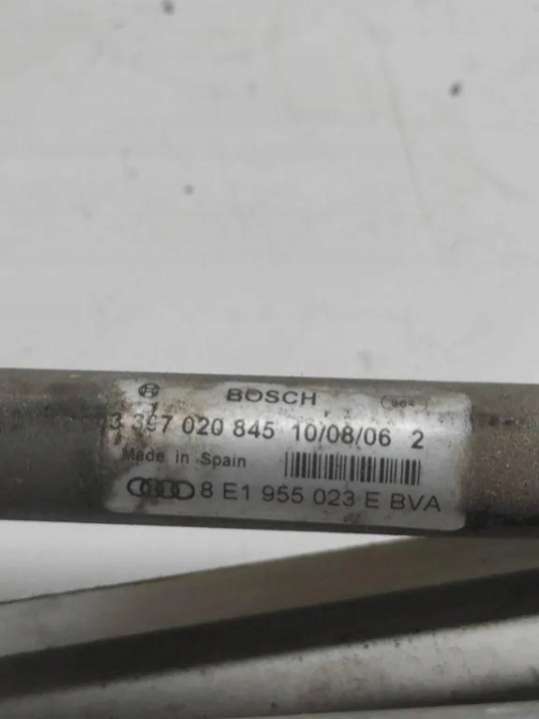 BOSCH
3 397 020 845 10/08/06 2
Made in Spain
8 E1 955 023 E BVA